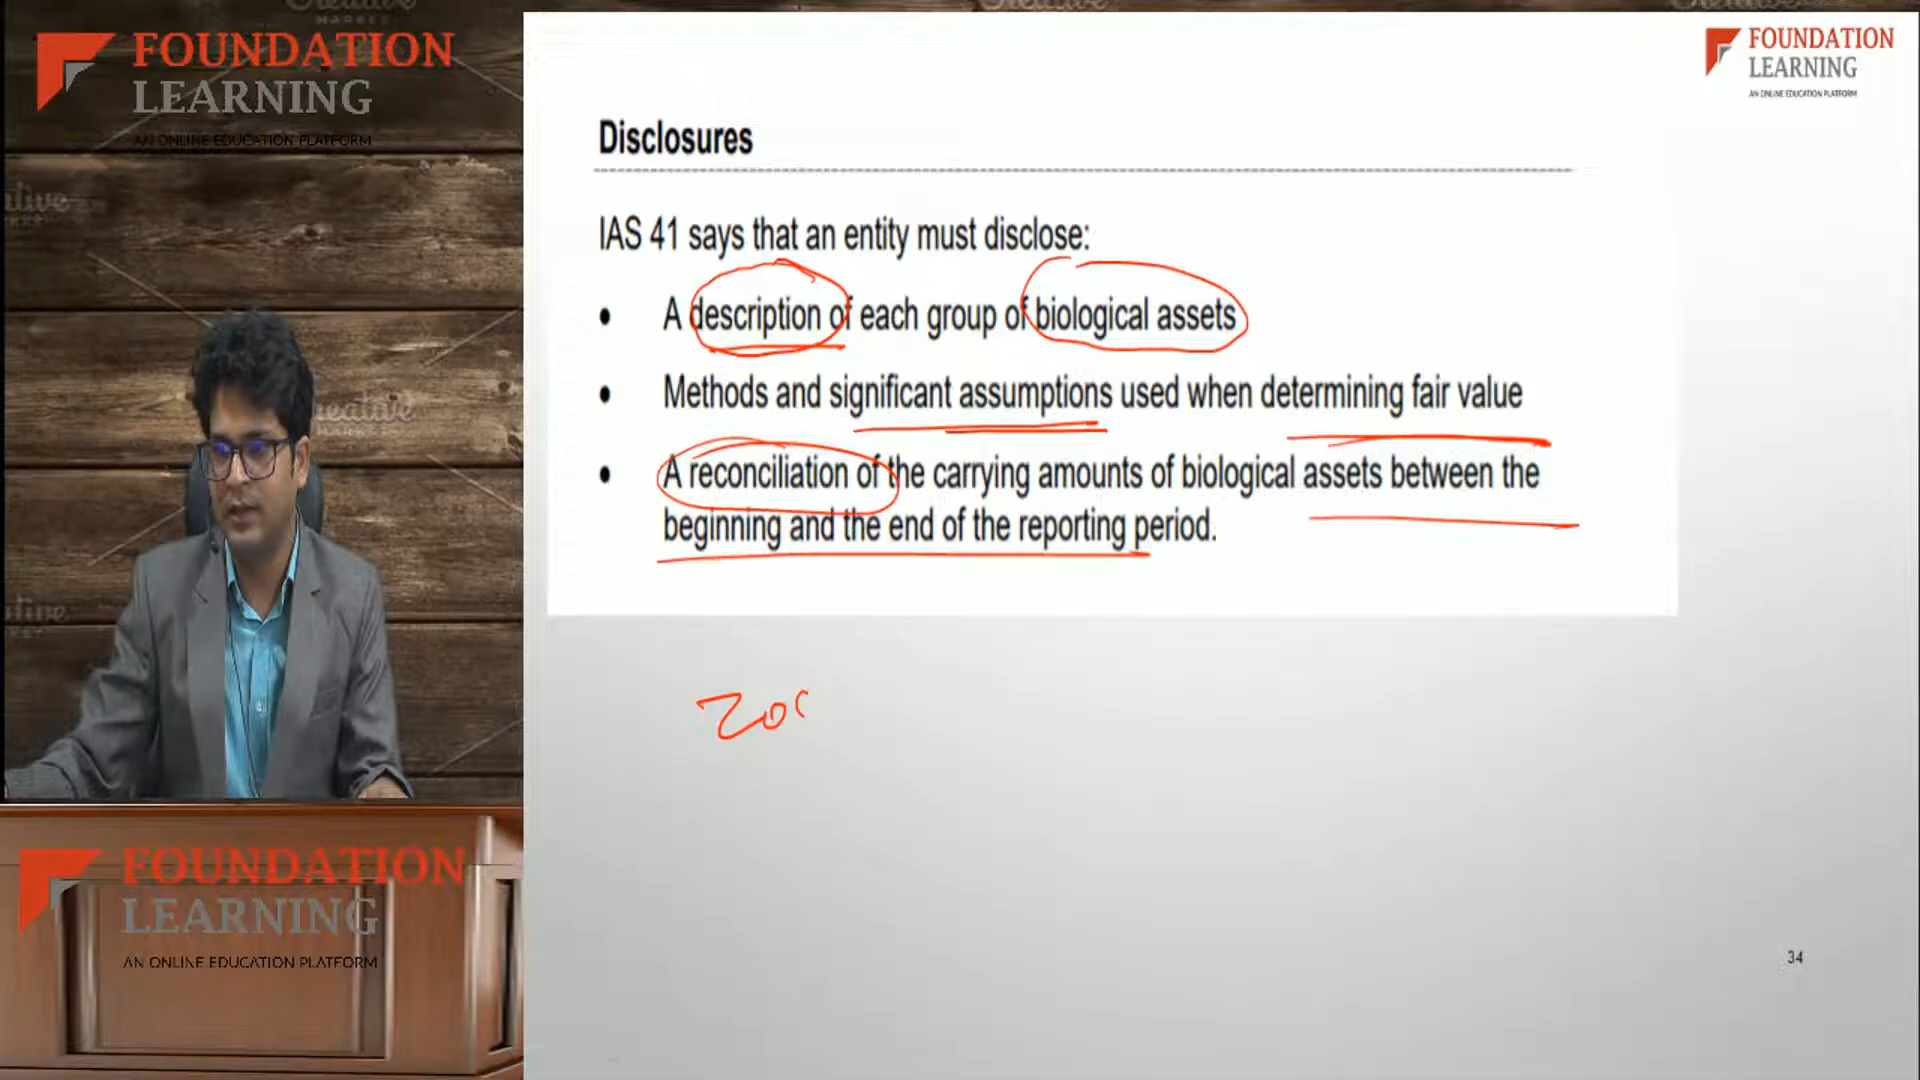 FOUNDATION
LEARNING
AN ONLINE EDUCATION PLATFORM
FOUNDATION
LEARNING
AN ONLINE EDUCATION PLATFORM
Disclosures
IAS 41 says that an entity must disclose:
• A description of each group of biological assets
• Methods and significant assumptions used when determining fair value
• A reconciliation of the carrying amounts of biological assets between the
beginning and the end of the reporting period.
34
FOUNDATION
LEARNING
AN ONLINE EDUCATION PLATFORM